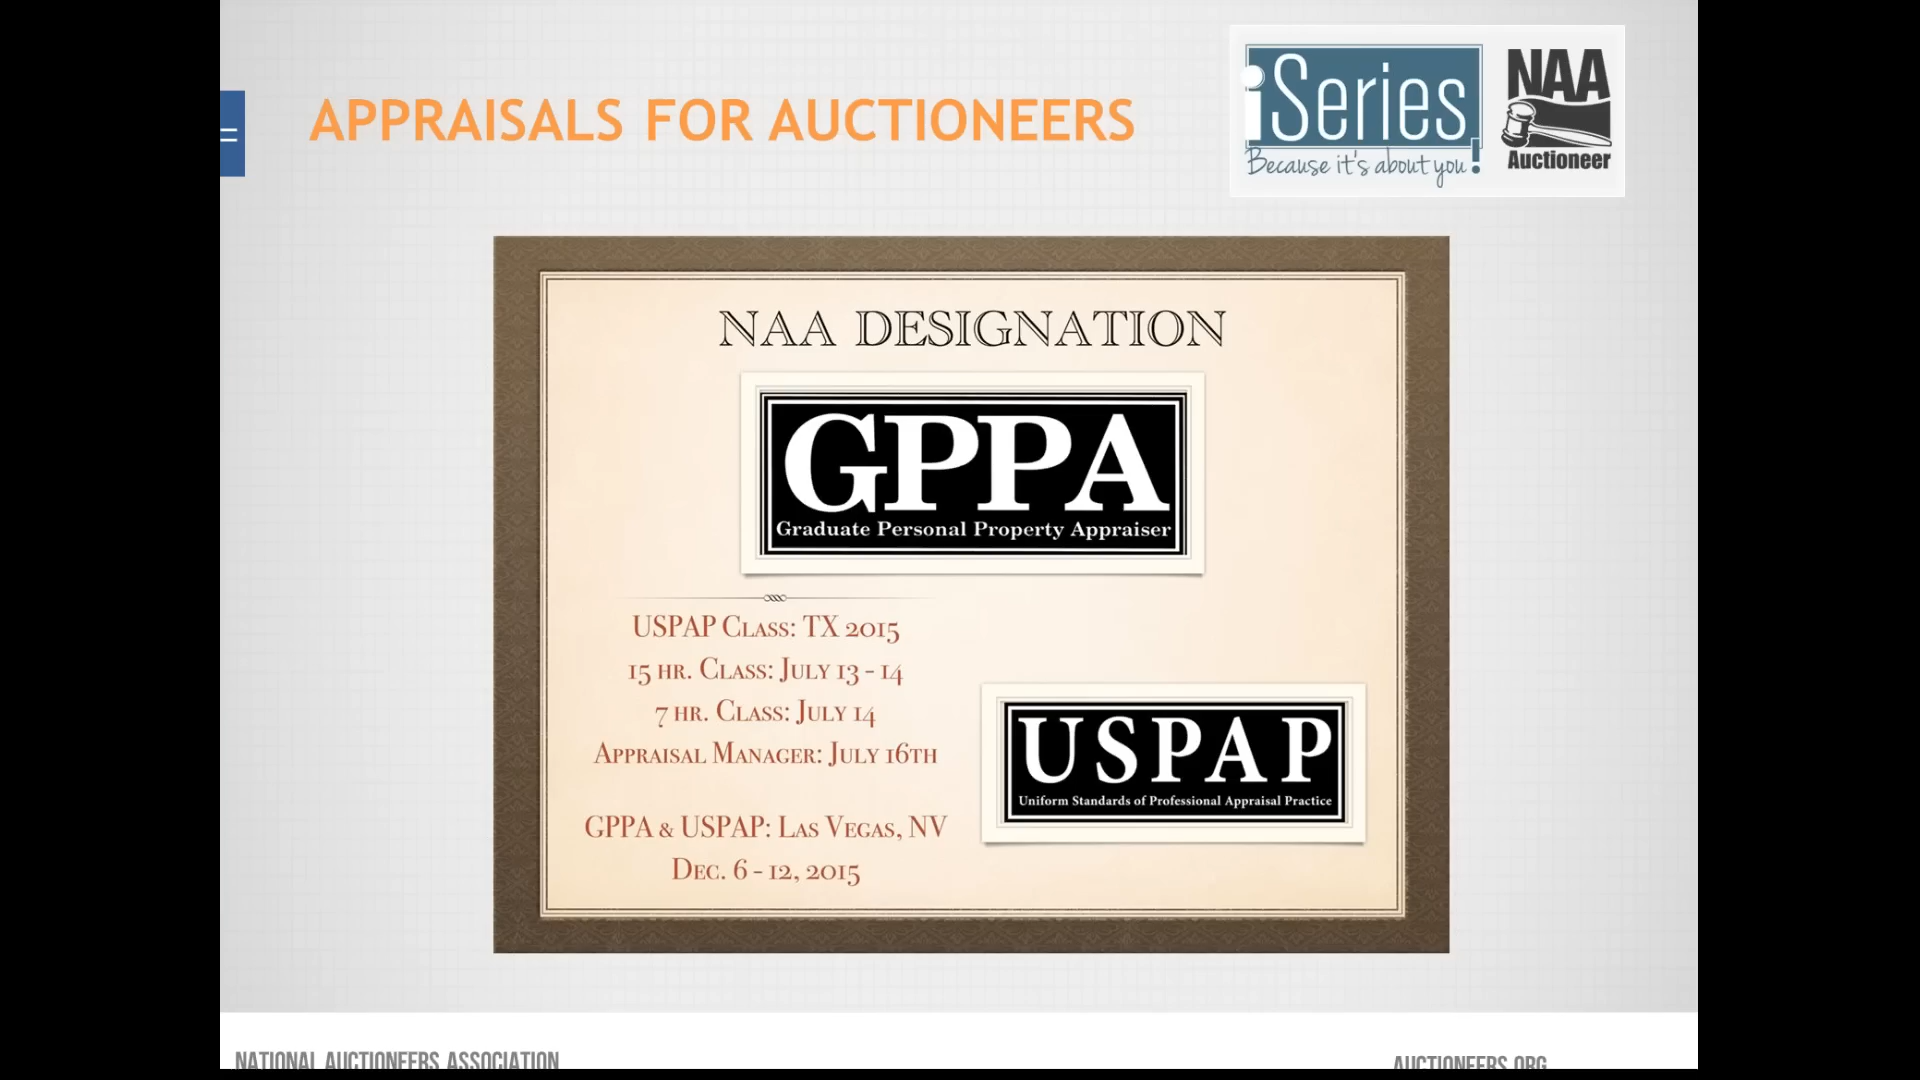 APPRAISALS FOR AUCTIONEERS
iSeries!
Because it's about you
NAA
Auctioneer
NAA DESIGNATION
GPPA
Graduate Personal Property Appraiser
USPAP Class: TX 2015
15 hr. Class: July 13 - 14
7 hr. Class: July 14
Appraisal Manager: July 16th
GPPA & USPAP: Las Vegas, NV
Dec. 6 - 12, 2015
USPAP
Uniform Standards of Professional Appraisal Practice
NATIONAL AUCTIONEERS ASSOCIATION
AUCTIONEERS.ORG